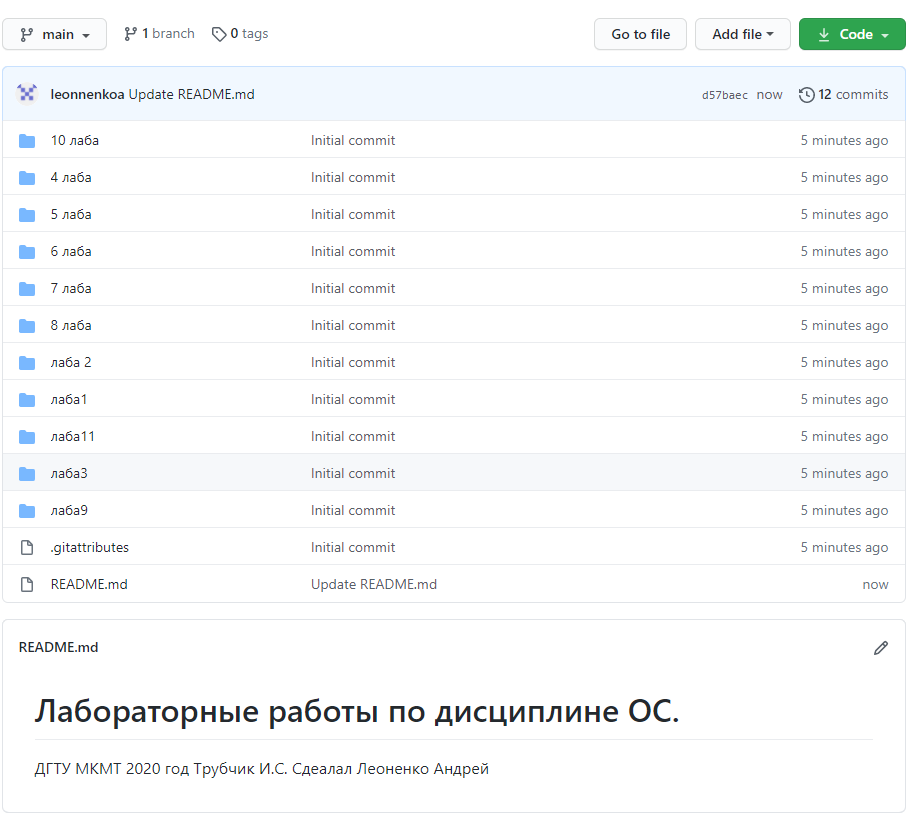 main 1 branch 0 tags Go to file Add file Code
leonnenkoa Update README.md d57baec now 12 commits
10 лаба Initial commit 5 minutes ago
4 лаба Initial commit 5 minutes ago
5 лаба Initial commit 5 minutes ago
6 лаба Initial commit 5 minutes ago
7 лаба Initial commit 5 minutes ago
8 лаба Initial commit 5 minutes ago
лаба 2 Initial commit 5 minutes ago
лаба1 Initial commit 5 minutes ago
лаба11 Initial commit 5 minutes ago
лаба3 Initial commit 5 minutes ago
лаба9 Initial commit 5 minutes ago
.gitattributes Initial commit 5 minutes ago
README.md Update README.md now
README.md
Лабораторные работы по дисциплине ОС.
ДГТУ МКМТ 2020 год Трубчик И.С. Сдеалал Леоненко Андрей